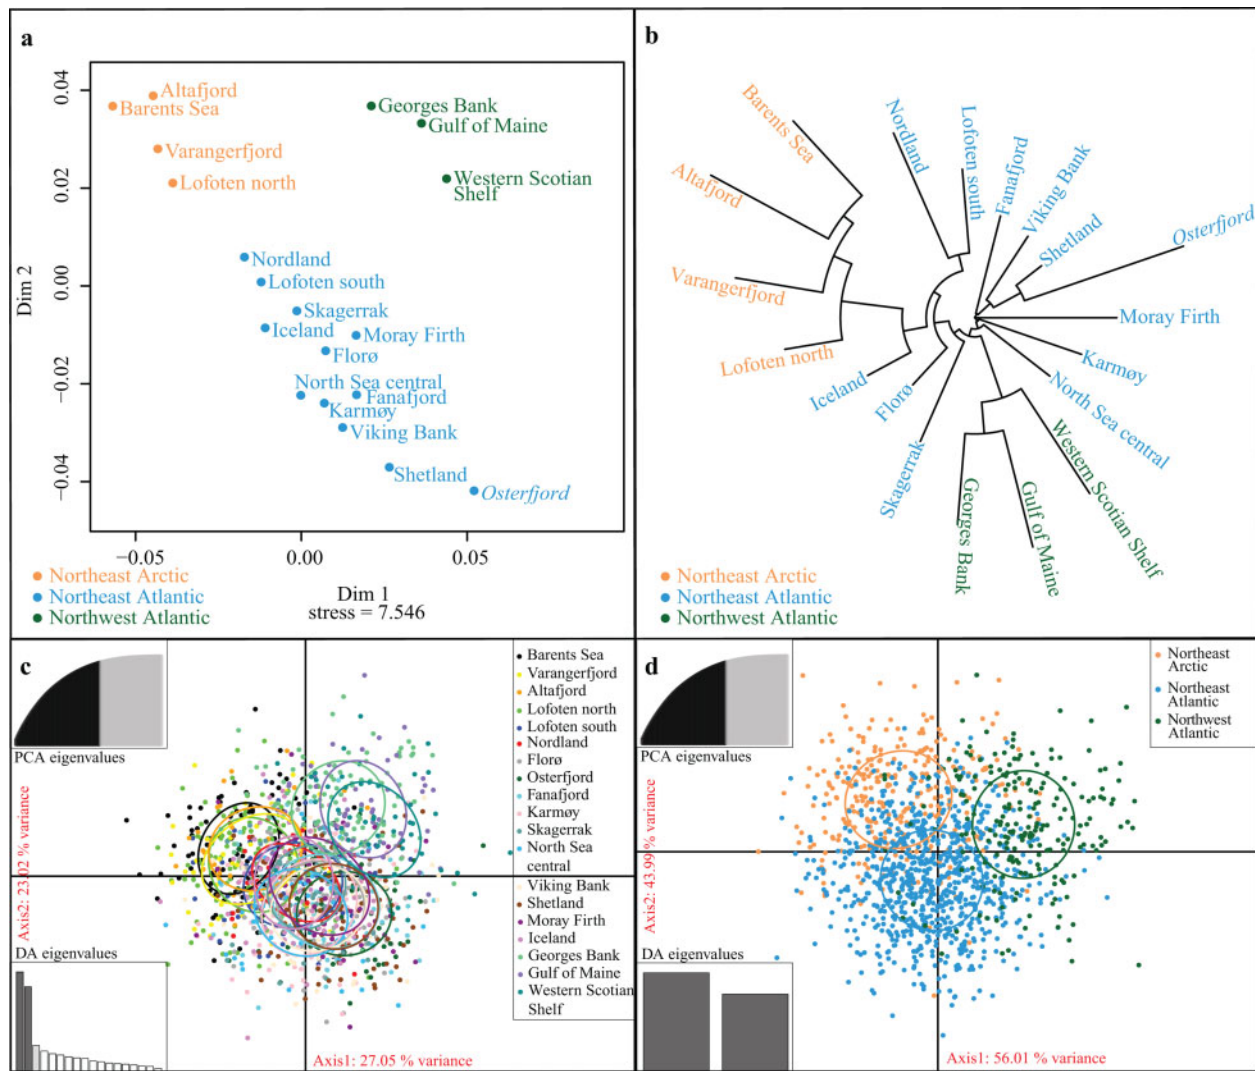 a
0.04
0.02
0.00
−0.02
−0.04
Dim 2
Altafjord
Barents Sea
Varangerfjord
Lofoten north
Georges Bank
Gulf of Maine
Western Scotian
Shelf
Nordland
Lofoten south
Skagerrak
Iceland
Moray Firth
Florø
North Sea central
Fanafjord
Karmøy
Viking Bank
Shetland
Osterfjord
−0.05
0.00
0.05
Dim 1
stress = 7.546
Northeast Arctic
Northeast Atlantic
Northwest Atlantic
b
Barents Sea
Altafjord
Varangerfjord
Lofoten north
Nordland
Lofoten south
Fanafjord
Viking Bank
Shetland
Osterfjord
Moray Firth
Karmøy
North Sea central
Western Scotian Shelf
Gulf of Maine
Georges Bank
Skagerrak
Florø
Iceland
Northeast Arctic
Northeast Atlantic
Northwest Atlantic
c
PCA eigenvalues
Axis2: 23.02 % variance
DA eigenvalues
Axis1: 27.05 % variance
Barents Sea
Varangerfjord
Altafjord
Lofoten north
Lofoten south
Nordland
Florø
Osterfjord
Fanafjord
Karmøy
Skagerrak
North Sea
central
Viking Bank
Shetland
Moray Firth
Iceland
Georges Bank
Gulf of Maine
Western Scotian
Shelf
d
PCA eigenvalues
Axis2: 43.99 % variance
DA eigenvalues
Axis1: 56.01 % variance
Northeast
Arctic
Northeast
Atlantic
Northwest
Atlantic